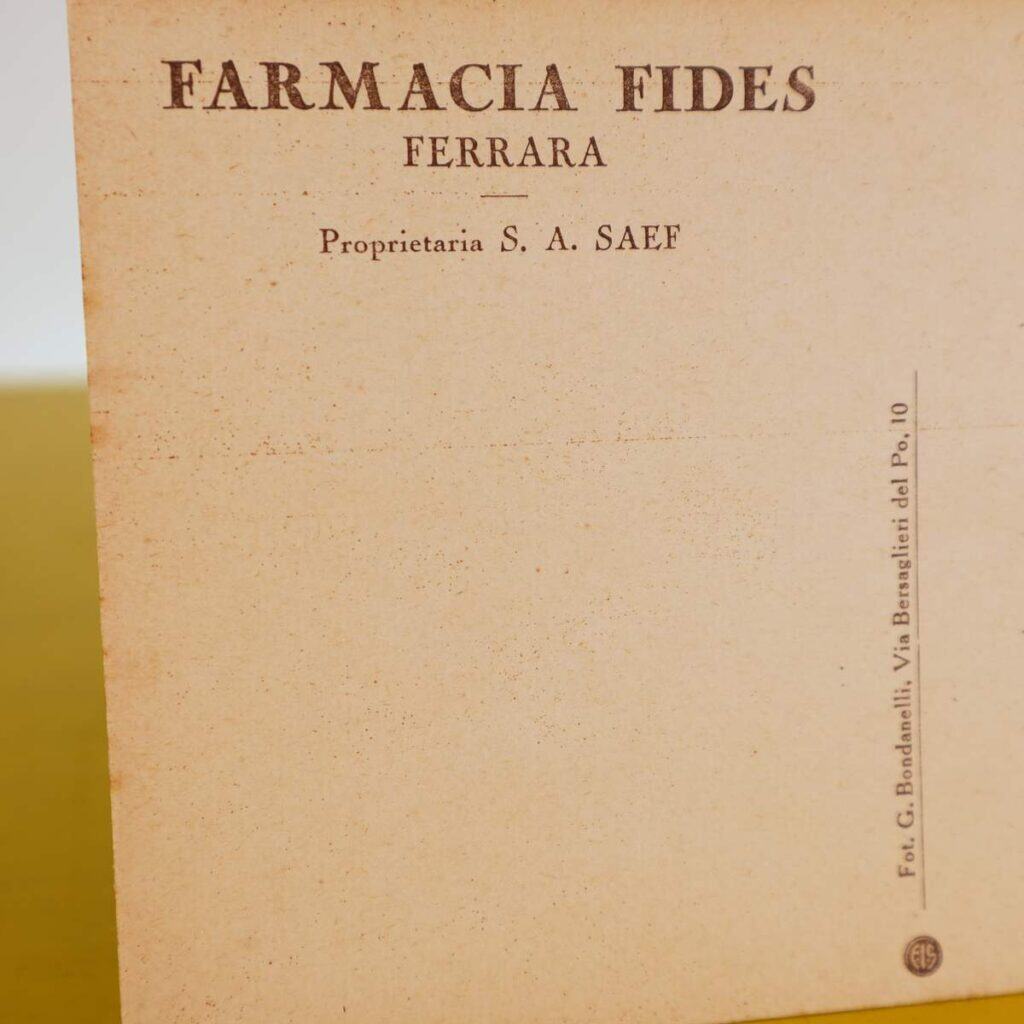 FARMACIA FIDES
FERRARA
Proprietaria S. A. SAEF
Fot. G. Bondanelli, Via Bersaglieri del Po, 10